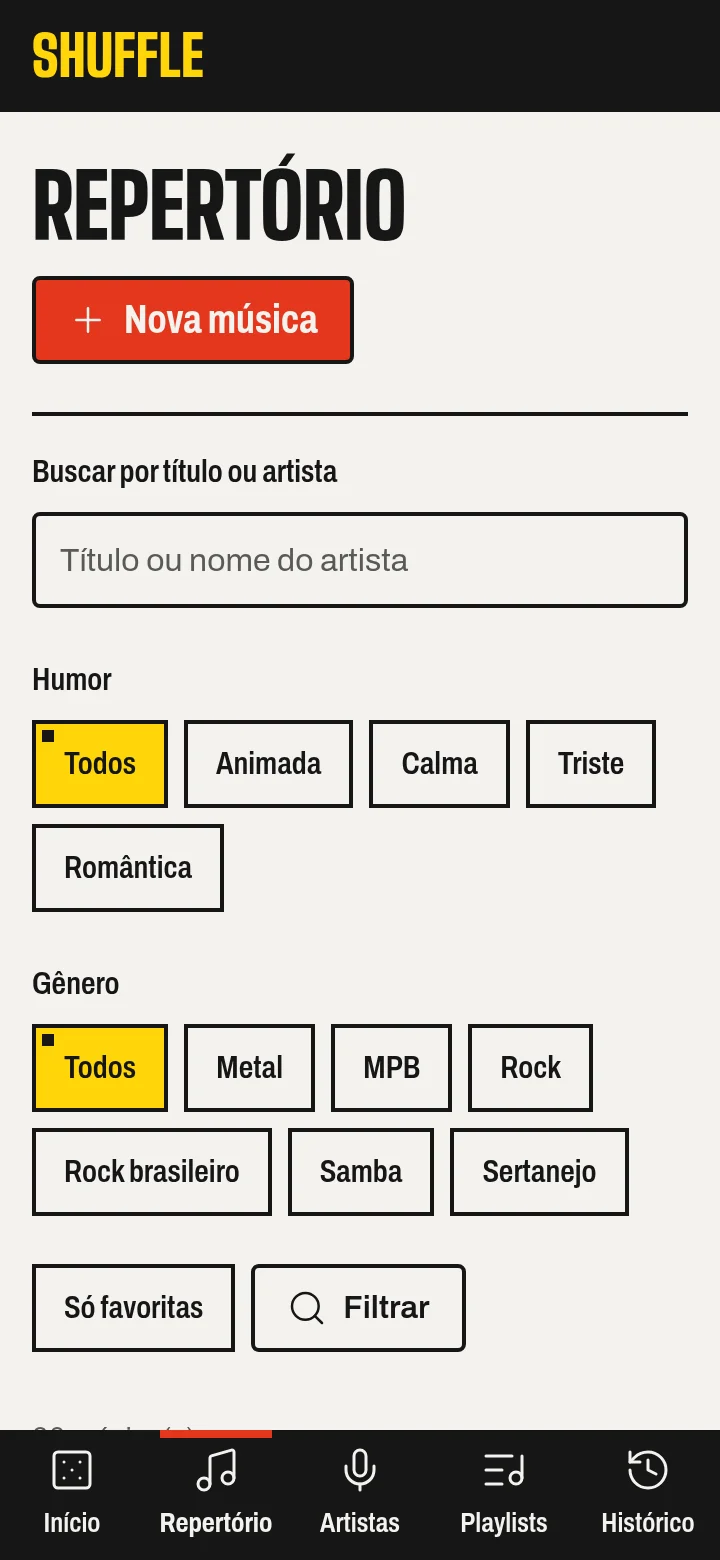 SHUFFLE
REPERTÓRIO
Nova música
Buscar por título ou artista
Título ou nome do artista
Humor
Todos Animada Calma Triste
Romântica
Gênero
Todos Metal MPB Rock
Rock brasileiro Samba Sertanejo
Só favoritas Filtrar
Início Repertório Artistas Playlists Histórico